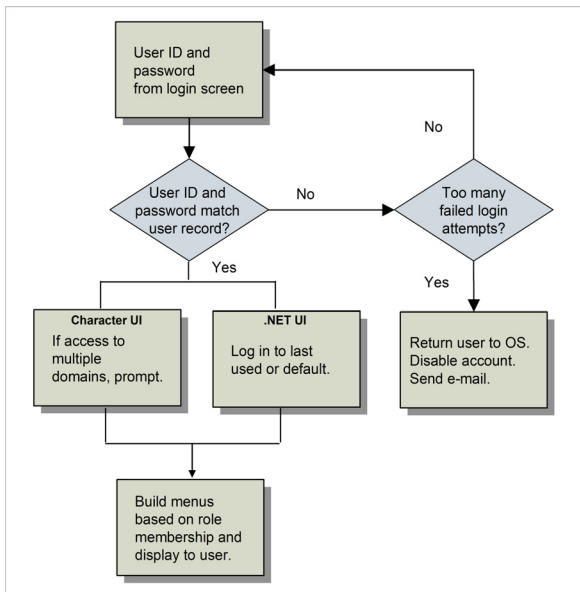 User ID and
password
from login screen
No
User ID and
password match
user record?
No
Too many
failed login
attempts?
Yes
Yes
Character UI
If access to
multiple
domains, prompt.
.NET UI
Log in to last
used or default.
Return user to OS.
Disable account.
Send e-mail.
Build menus
based on role
membership and
display to user.